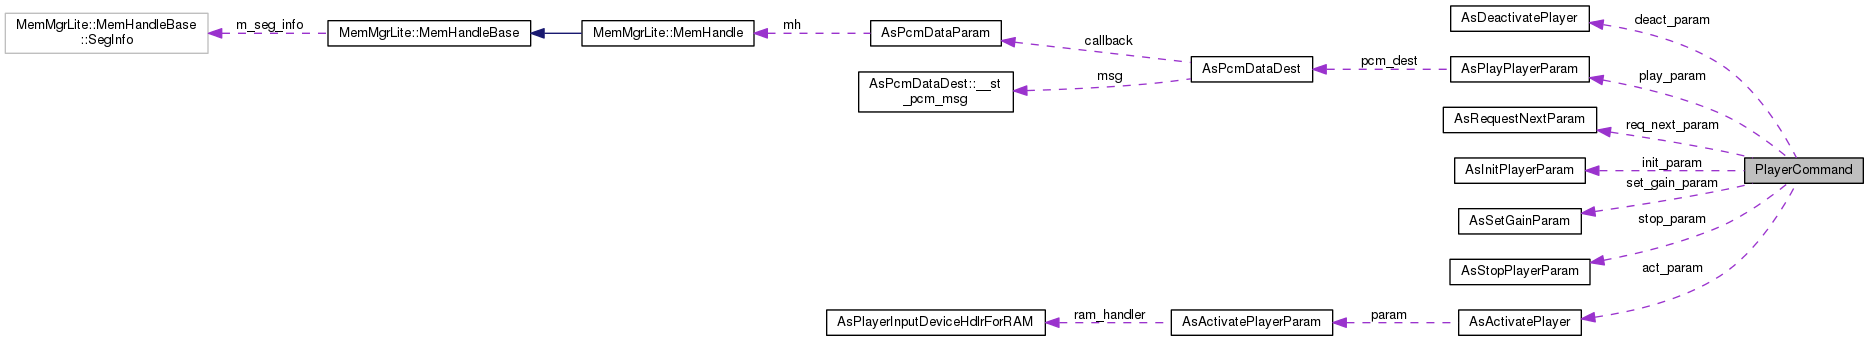 MemMgrLite::MemHandleBase
::SegInfo
m_seg_info
MemMgrLite::MemHandleBase
MemMgrLite::MemHandle
mh
AsPcmDataParam
callback
AsPcmDataDest::__st
_pcm_msg
msg
AsPcmDataDest
pcm_dest
AsDeactivatePlayer
deact_param
AsPlayPlayerParam
play_param
AsRequestNextParam
req_next_param
AsInitPlayerParam
init_param
PlayerCommand
AsSetGainParam
set_gain_param
AsStopPlayerParam
stop_param
AsPlayerInputDeviceHdlrForRAM
ram_handler
AsActivatePlayerParam
param
AsActivatePlayer
act_param